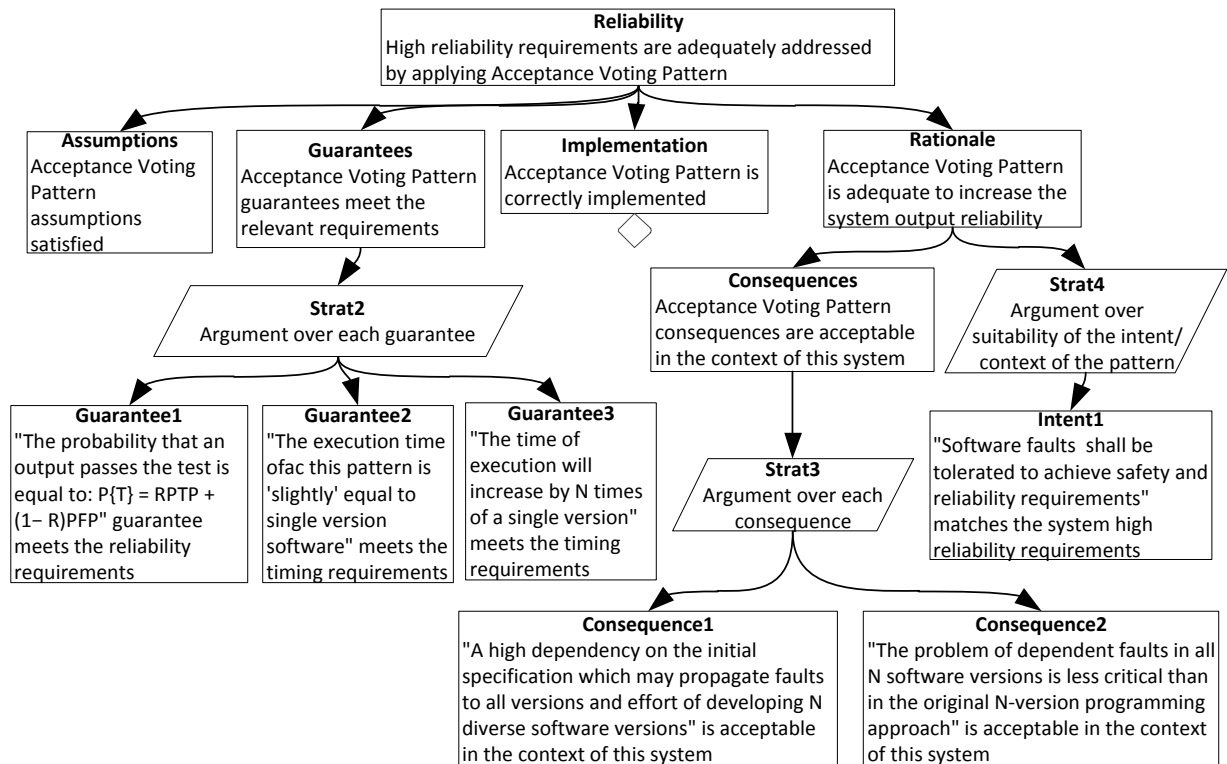 Reliability
High reliability requirements are adequately addressed
by applying Acceptance Voting Pattern
Assumptions
Acceptance Voting
Pattern
assumptions
satisfied
Guarantees
Acceptance Voting Pattern
guarantees meet the
relevant requirements
Implementation
Acceptance Voting Pattern is
correctly implemented
Rationale
Acceptance Voting Pattern
is adequate to increase the
system output reliability
Strat2
Argument over each guarantee
Consequences
Acceptance Voting Pattern
consequences are acceptable
in the context of this system
Strat4
Argument over
suitability of the intent/
context of the pattern
Guarantee1
"The probability that an
output passes the test is
equal to: P{T} = RPTP +
(1− R)PFP" guarantee
meets the reliability
requirements
Guarantee2
"The execution time
ofac this pattern is
'slightly' equal to
single version
software" meets the
timing requirements
Guarantee3
"The time of
execution will
increase by N times
of a single version"
meets the timing
requirements
Strat3
Argument over each
consequence
Intent1
"Software faults shall be
tolerated to achieve safety and
reliability requirements"
matches the system high
reliability requirements
Consequence1
"A high dependency on the initial
specification which may propagate faults
to all versions and effort of developing N
diverse software versions" is acceptable
in the context of this system
Consequence2
"The problem of dependent faults in all
N software versions is less critical than
in the original N-version programming
approach" is acceptable in the context
of this system